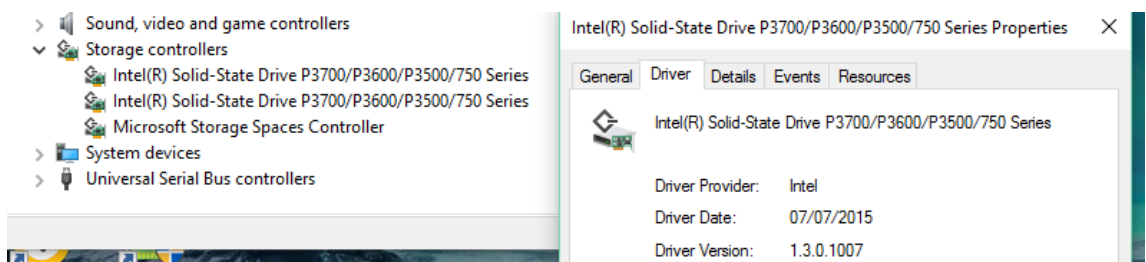 Sound, video and game controllers
Storage controllers
Intel(R) Solid-State Drive P3700/P3600/P3500/750 Series
Intel(R) Solid-State Drive P3700/P3600/P3500/750 Series
Microsoft Storage Spaces Controller
System devices
Universal Serial Bus controllers
Intel(R) Solid-State Drive P3700/P3600/P3500/750 Series Properties
General Driver Details Events Resources
Intel(R) Solid-State Drive P3700/P3600/P3500/750 Series
Driver Provider: Intel
Driver Date: 07/07/2015
Driver Version: 1.3.0.1007